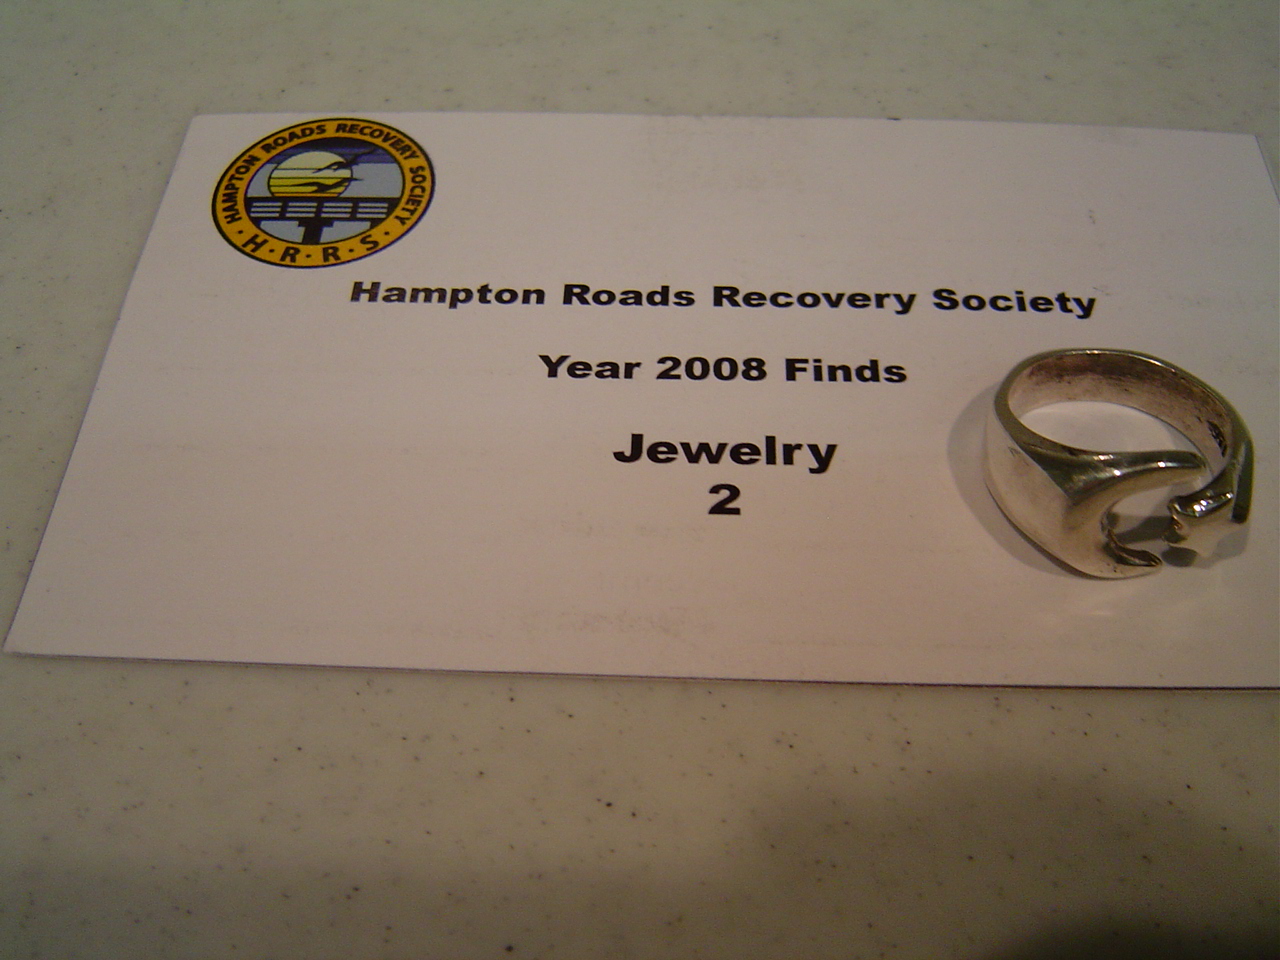 HAMPTON ROADS RECOVERY SOCIETY
· H · R · R · S ·
Hampton Roads Recovery Society
Year 2008 Finds
Jewelry
2